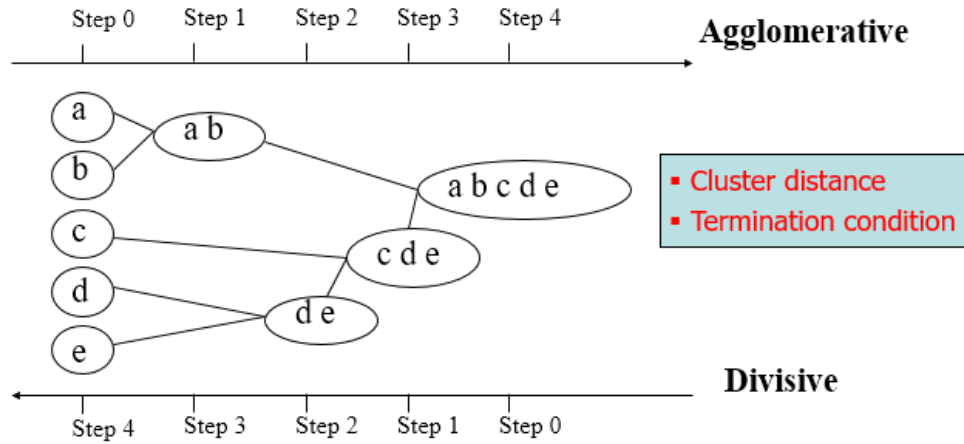 Step 0 Step 1 Step 2 Step 3 Step 4
Agglomerative
a
a b
b
a b c d e
▪ Cluster distance
▪ Termination condition
c
c d e
d
d e
e
Divisive
Step 4 Step 3 Step 2 Step 1 Step 0